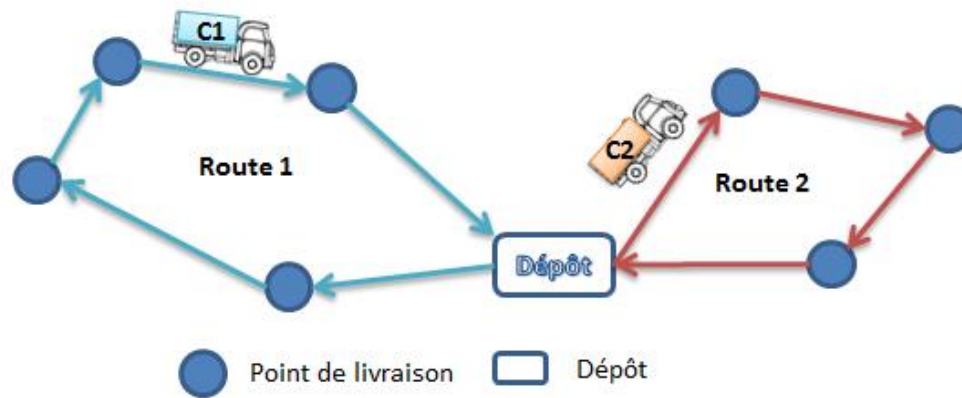 C1
Route 1
C2
Route 2
Dépôt
Point de livraison
Dépôt